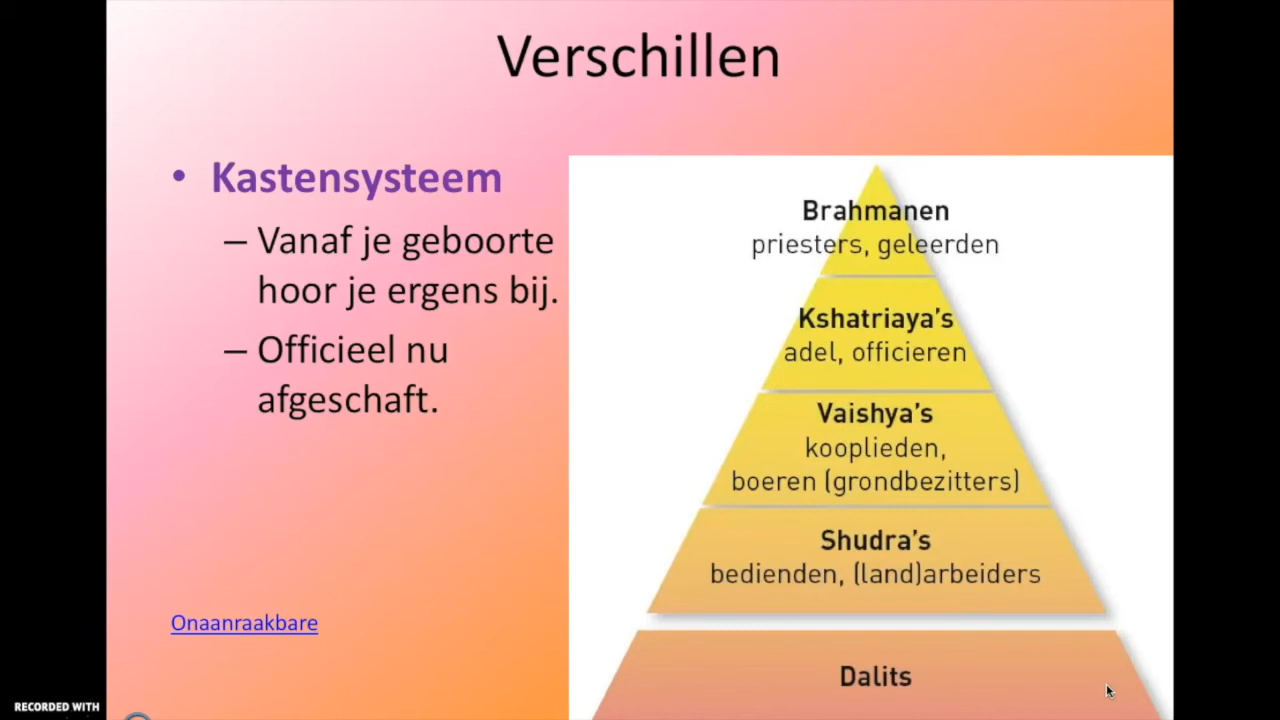 Verschillen
• Kastensysteem
– Vanaf je geboorte
hoor je ergens bij.
– Officieel nu
afgeschaft.
Onaanraakbare
Brahmanen
priesters, geleerden
Kshatriaya's
adel, officieren
Vaishya's
kooplieden,
boeren (grondbezitters)
Shudra's
bedienden, (land)arbeiders
Dalits
RECORDED WITH